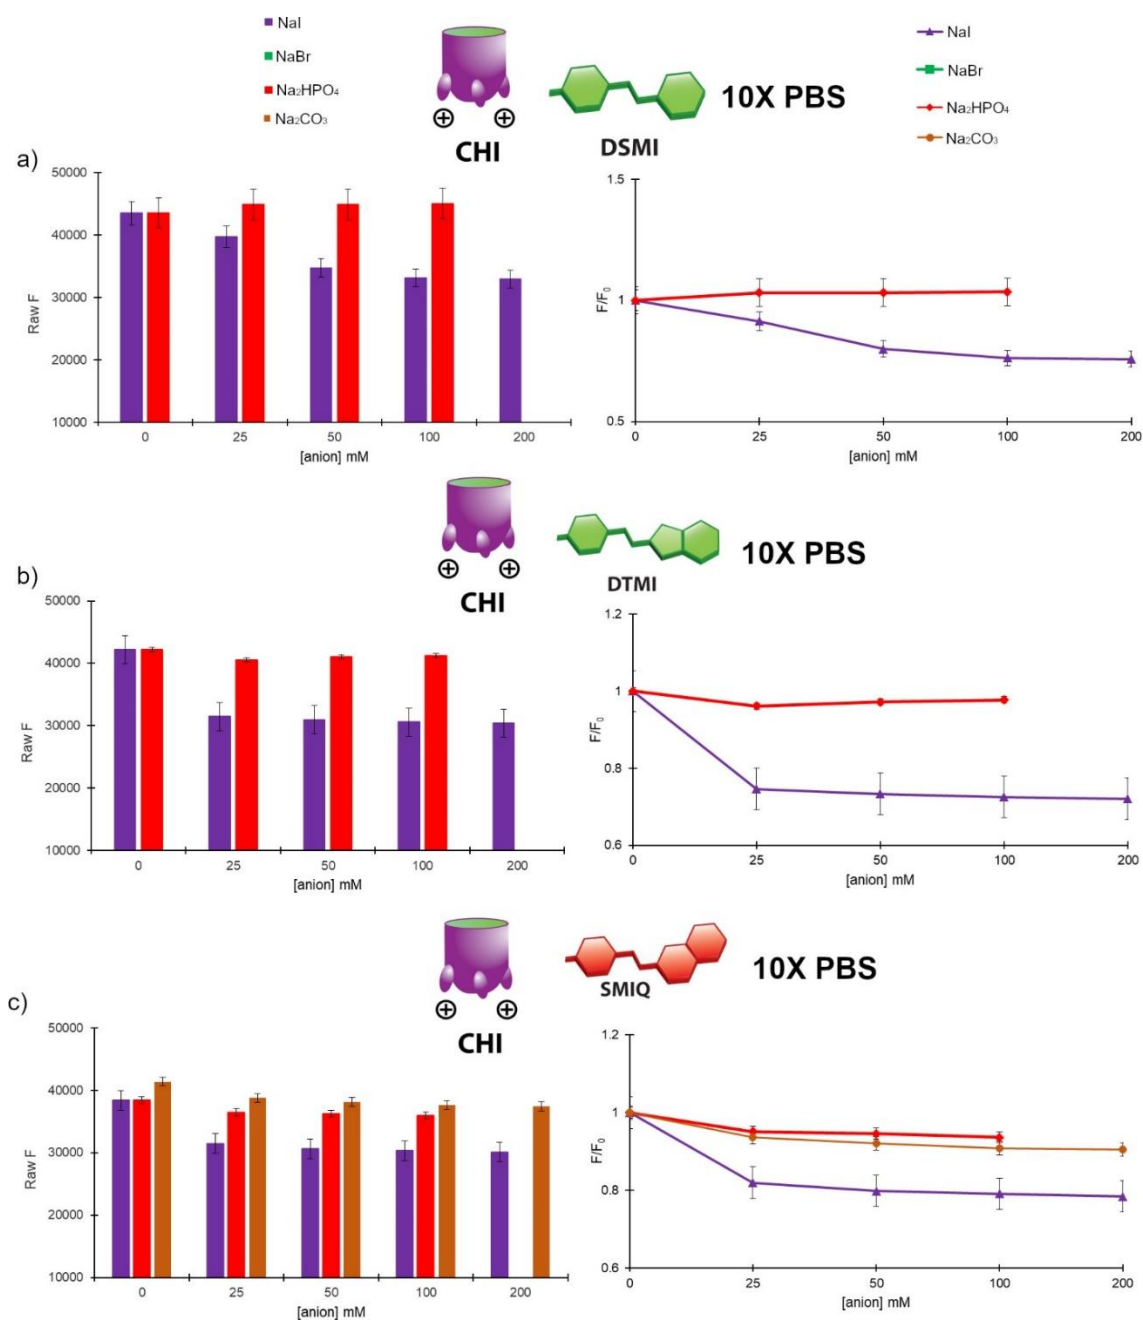 NaI
NaBr
Na₂HPO₄
Na₂CO₃
CHI
DSMI
10X PBS
NaI
NaBr
Na₂HPO₄
Na₂CO₃
a)
50000
40000
30000
20000
10000
Raw F
0 25 50 100 200
[anion] mM
1.5
1
0.5
F/F₀
0 25 50 100 200
[anion] mM
CHI
DTMI
10X PBS
b)
50000
40000
30000
20000
10000
Raw F
0 25 50 100 200
[anion] mM
1.2
1
0.8
0.6
F/F₀
0 25 50 100 200
[anion] mM
CHI
SMIQ
10X PBS
c)
50000
40000
30000
20000
10000
Raw F
0 25 50 100 200
[anion] mM
1.2
1
0.8
0.6
F/F₀
0 25 50 100 200
[anion] mM